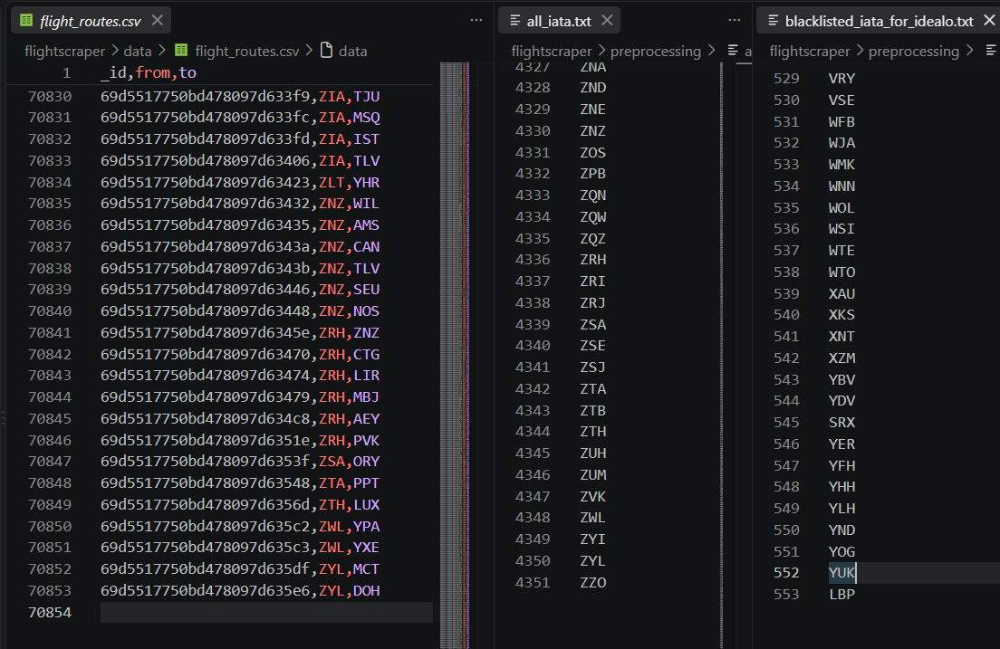 flight_routes.csv
flightscraper > data > flight_routes.csv > data
1 _id,from,to
70830 69d5517750bd478097d633f9,ZIA,TJU
70831 69d5517750bd478097d633fc,ZIA,MSQ
70832 69d5517750bd478097d633fd,ZIA,IST
70833 69d5517750bd478097d63406,ZIA,TLV
70834 69d5517750bd478097d63423,ZLT,YHR
70835 69d5517750bd478097d63432,ZNZ,WIL
70836 69d5517750bd478097d63435,ZNZ,AMS
70837 69d5517750bd478097d6343a,ZNZ,CAN
70838 69d5517750bd478097d6343b,ZNZ,TLV
70839 69d5517750bd478097d63446,ZNZ,SEU
70840 69d5517750bd478097d63448,ZNZ,NOS
70841 69d5517750bd478097d6345e,ZRH,ZNZ
70842 69d5517750bd478097d63470,ZRH,CTG
70843 69d5517750bd478097d63474,ZRH,LIR
70844 69d5517750bd478097d63479,ZRH,MBJ
70845 69d5517750bd478097d634c8,ZRH,AEY
70846 69d5517750bd478097d6351e,ZRH,PVK
70847 69d5517750bd478097d6353f,ZSA,ORY
70848 69d5517750bd478097d63548,ZTA,PPT
70849 69d5517750bd478097d6356d,ZTH,LUX
70850 69d5517750bd478097d635c2,ZWL,YPA
70851 69d5517750bd478097d635c3,ZWL,YXE
70852 69d5517750bd478097d635df,ZYL,MCT
70853 69d5517750bd478097d635e6,ZYL,DOH
70854
all_iata.txt
flightscraper > preprocessing > a
4327 ZNA
4328 ZND
4329 ZNE
4330 ZNZ
4331 ZOS
4332 ZPB
4333 ZQN
4334 ZQW
4335 ZQZ
4336 ZRH
4337 ZRI
4338 ZRJ
4339 ZSA
4340 ZSE
4341 ZSJ
4342 ZTA
4343 ZTB
4344 ZTH
4345 ZUH
4346 ZUM
4347 ZVK
4348 ZWL
4349 ZYI
4350 ZYL
4351 ZZO
blacklisted_iata_for_idealo.txt
flightscraper > preprocessing >
529 VRY
530 VSE
531 WFB
532 WJA
533 WMK
534 WNN
535 WOL
536 WSI
537 WTE
538 WTO
539 XAU
540 XKS
541 XNT
542 XZM
543 YBV
544 YDV
545 SRX
546 YER
547 YFH
548 YHH
549 YLH
550 YND
551 YOG
552 YUK
553 LBP